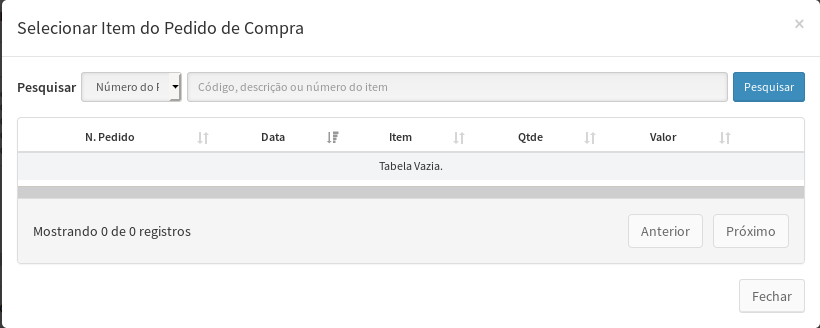 Selecionar Item do Pedido de Compra
×
Pesquisar Número do Código, descrição ou número do item Pesquisar
N. Pedido Data Item Qtde Valor
Tabela Vazia.
Mostrando 0 de 0 registros Anterior Próximo
Fechar